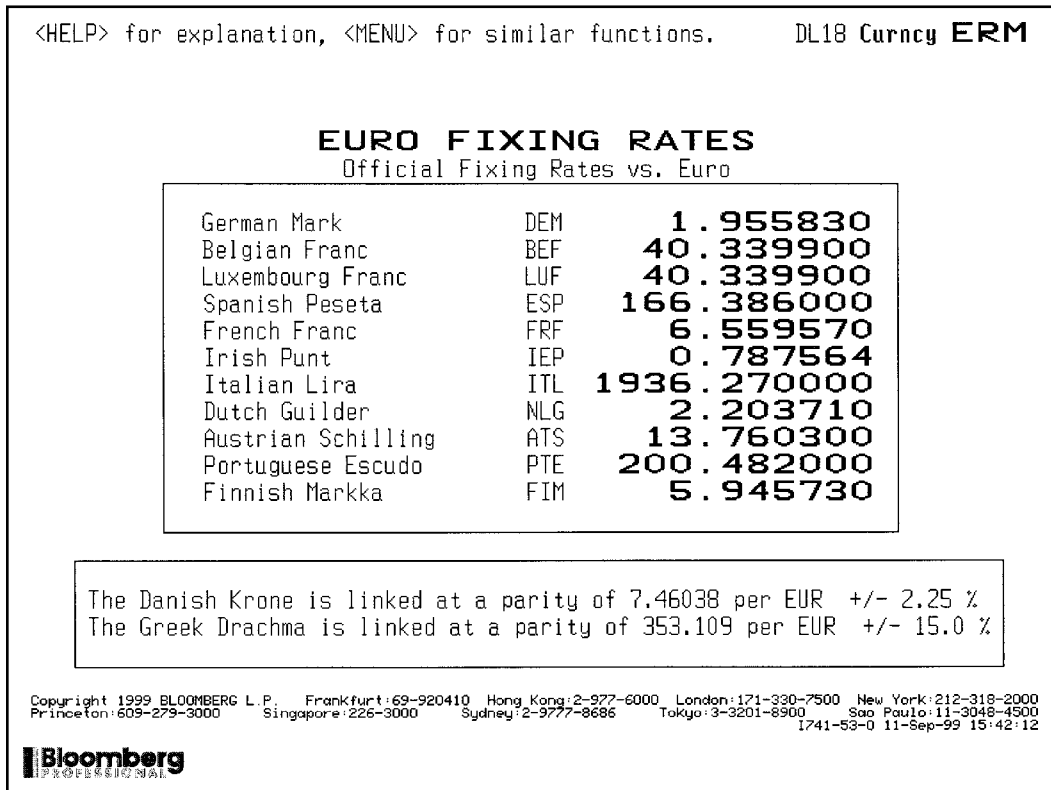 <HELP> for explanation, <MENU> for similar functions. DL18 Curncy ERM
EURO FIXING RATES
Official Fixing Rates vs. Euro
German Mark DEM 1.955830
Belgian Franc BEF 40.339900
Luxembourg Franc LUF 40.339900
Spanish Peseta ESP 166.386000
French Franc FRF 6.559570
Irish Punt IEP 0.787564
Italian Lira ITL 1936.270000
Dutch Guilder NLG 2.203710
Austrian Schilling ATS 13.760300
Portuguese Escudo PTE 200.482000
Finnish Markka FIM 5.945730
The Danish Krone is linked at a parity of 7.46038 per EUR +/- 2.25 %
The Greek Drachma is linked at a parity of 353.109 per EUR +/- 15.0 %
Copyright 1999 BLOOMBERG L.P. Frankfurt:69-920410 Hong Kong:2-977-6000 London:171-330-7500 New York:212-318-2000
Princeton:609-279-3000 Singapore:226-3000 Sydney:2-9777-8686 Tokyo:3-3201-8900 Sao Paulo:11-3048-4500
I741-53-0 11-Sep-99 15:42:12
Bloomberg
PROFESSIONAL